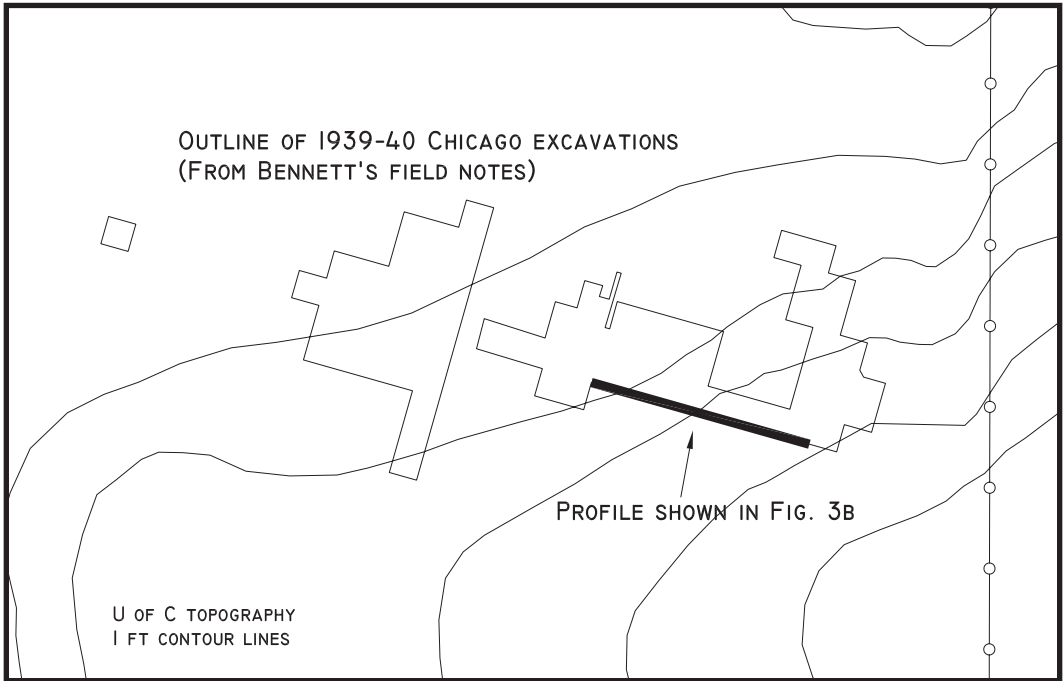 OUTLINE OF 1939-40 CHICAGO EXCAVATIONS
(FROM BENNETT'S FIELD NOTES)
PROFILE SHOWN IN FIG. 3B
U OF C TOPOGRAPHY
1 FT CONTOUR LINES